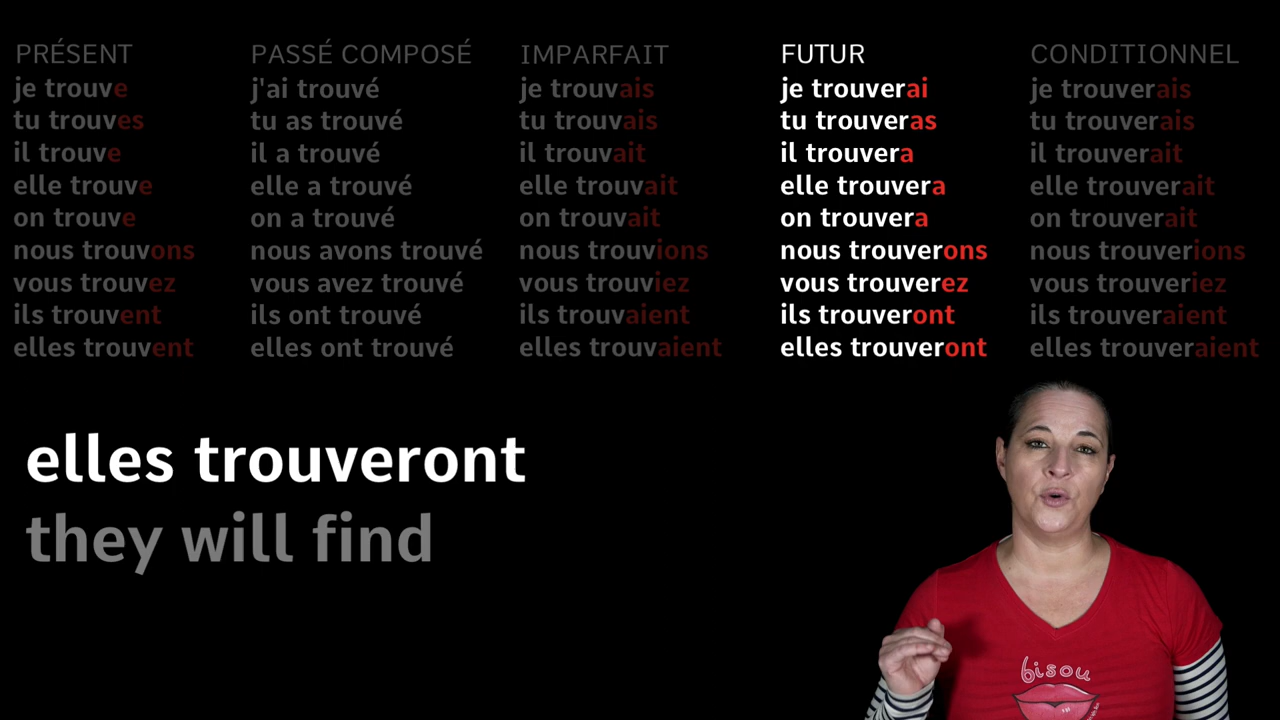 PRÉSENT
je trouve
tu trouves
il trouve
elle trouve
on trouve
nous trouvons
vous trouvez
ils trouvent
elles trouvent
PASSÉ COMPOSÉ
j'ai trouvé
tu as trouvé
il a trouvé
elle a trouvé
on a trouvé
nous avons trouvé
vous avez trouvé
ils ont trouvé
elles ont trouvé
IMPARFAIT
je trouvais
tu trouvais
il trouvait
elle trouvait
on trouvait
nous trouvions
vous trouviez
ils trouvaient
elles trouvaient
FUTUR
je trouverai
tu trouveras
il trouvera
elle trouvera
on trouvera
nous trouverons
vous trouverez
ils trouveront
elles trouveront
CONDITIONNEL
je trouverais
tu trouverais
il trouverait
elle trouverait
on trouverait
nous trouverions
vous trouveriez
ils trouveraient
elles trouveraient
elles trouveront
they will find
bisou